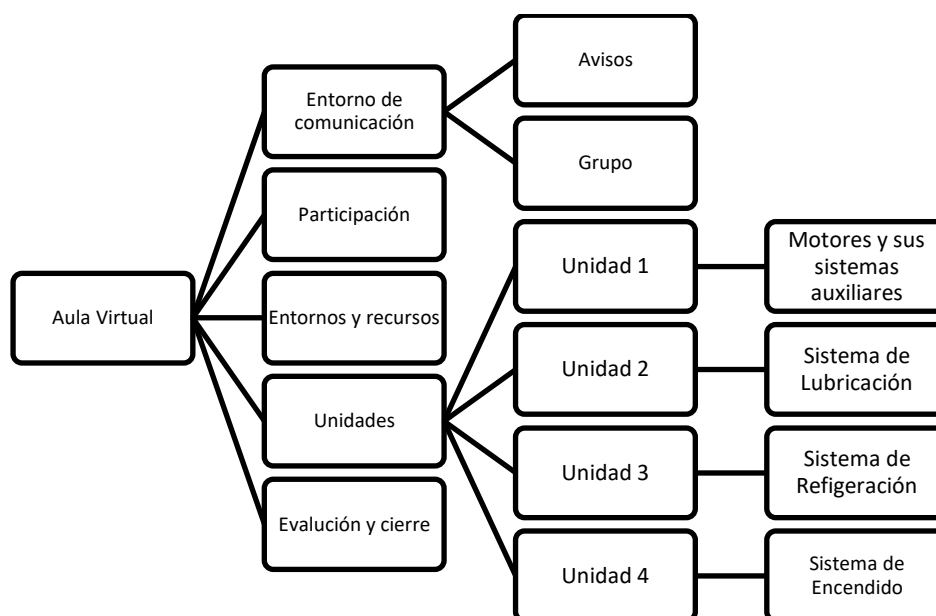 Aula Virtual
Entorno de
comunicación
Avisos
Grupo
Participación
Entornos y recursos
Unidades
Unidad 1
Motores y sus
sistemas
auxiliares
Unidad 2
Sistema de
Lubricación
Unidad 3
Sistema de
Refigeración
Unidad 4
Sistema de
Encendido
Evalución y cierre